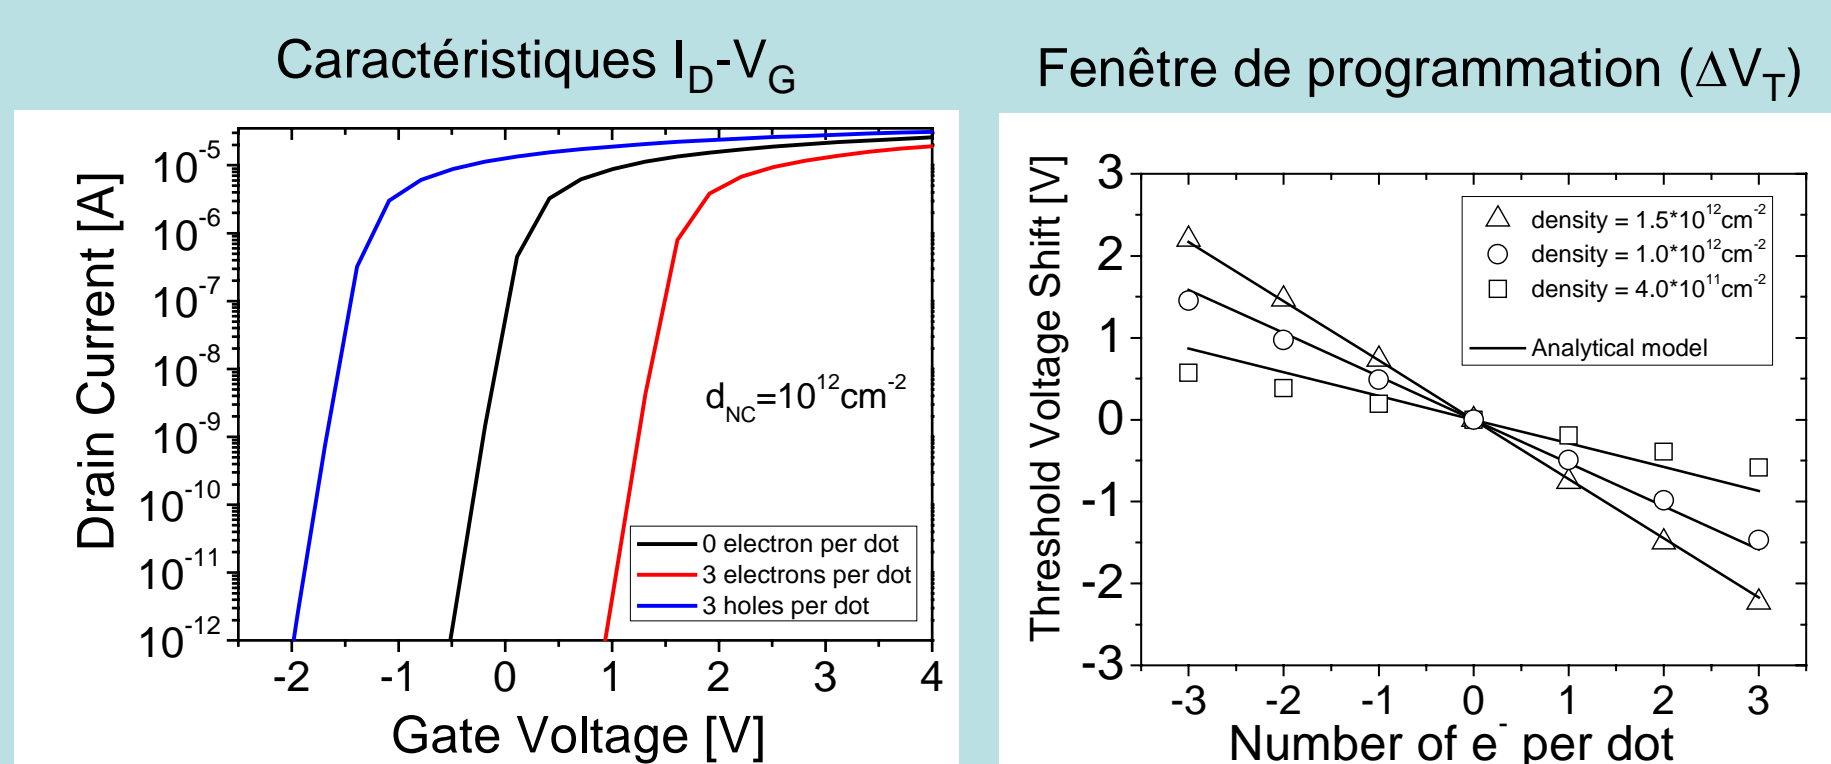 Caractéristiques I_D-V_G
Drain Current [A]
10^-5
10^-6
10^-7
10^-8
10^-9
10^-10
10^-11
10^-12
d_NC=10^12cm^-2
0 electron per dot
3 electrons per dot
3 holes per dot
-2 -1 0 1 2 3 4
Gate Voltage [V]
Fenêtre de programmation (ΔV_T)
Threshold Voltage Shift [V]
3
2
1
0
-1
-2
-3
density = 1.5*10^12cm^-2
density = 1.0*10^12cm^-2
density = 4.0*10^11cm^-2
Analytical model
-3 -2 -1 0 1 2 3
Number of e^- per dot